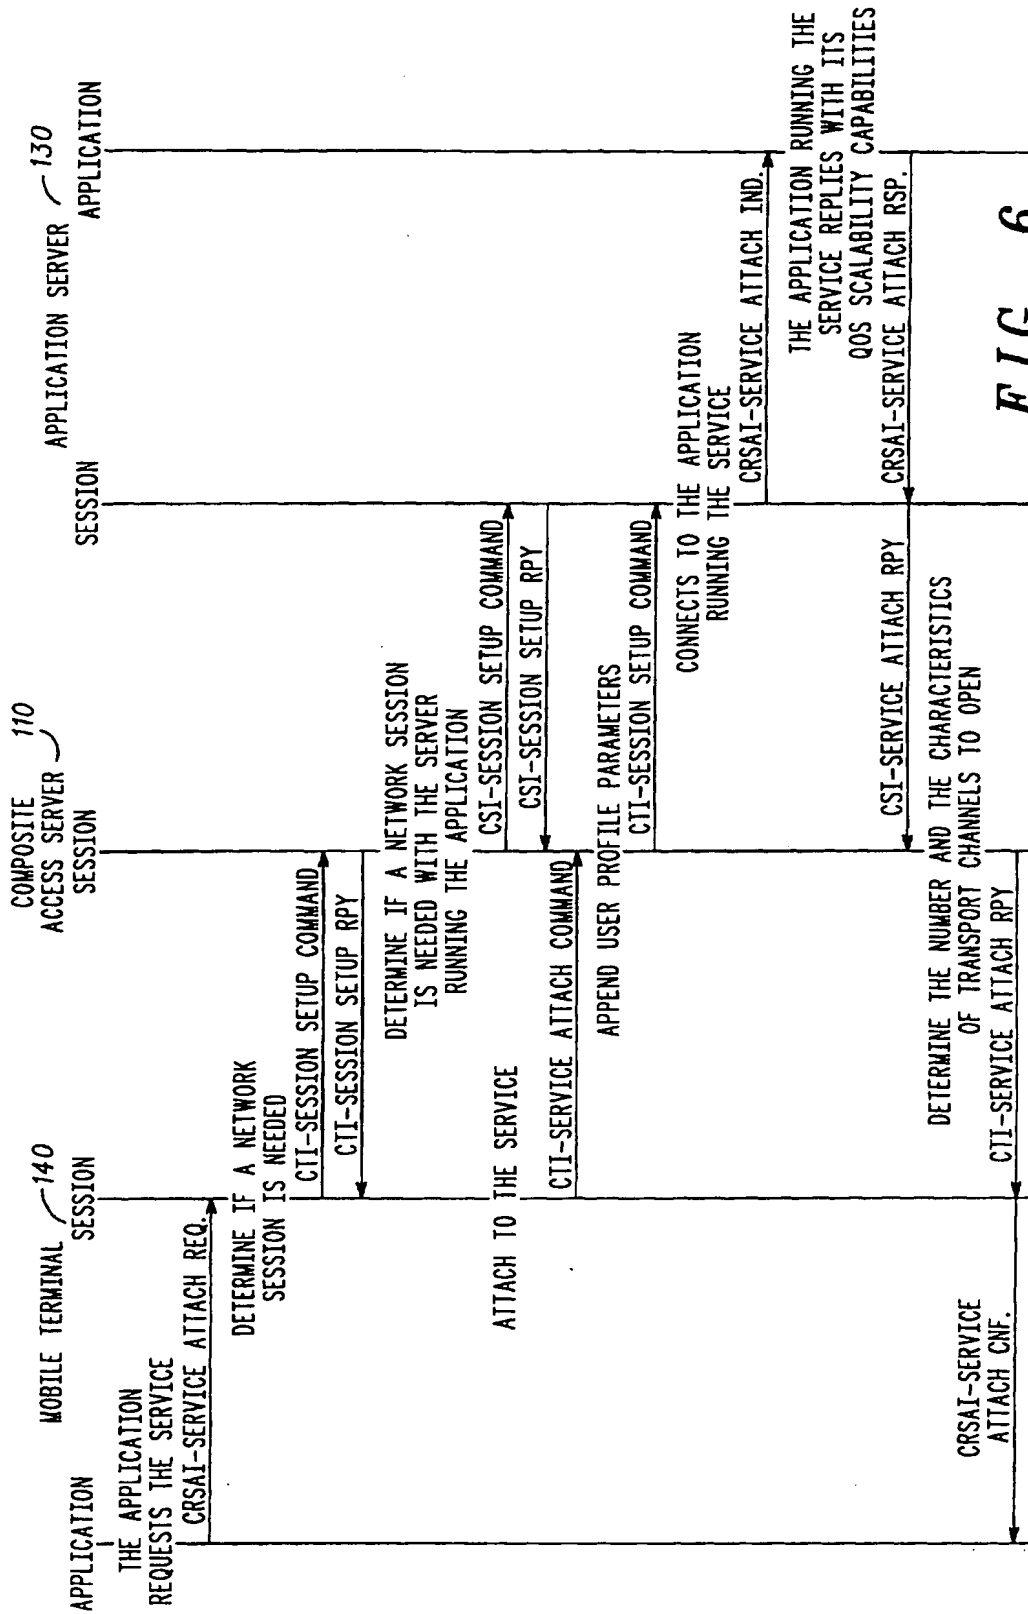 MOBILE TERMINAL 140
COMPOSITE
ACCESS SERVER 110
APPLICATION SERVER 130
APPLICATION
SESSION
SESSION
SESSION
APPLICATION
THE APPLICATION
REQUESTS THE SERVICE
CRSAI-SERVICE ATTACH REQ.
DETERMINE IF A NETWORK
SESSION IS NEEDED
CTI-SESSION SETUP COMMAND
CTI-SESSION SETUP RPY
DETERMINE IF A NETWORK SESSION
IS NEEDED WITH THE SERVER
RUNNING THE APPLICATION
CSI-SESSION SETUP COMMAND
CSI-SESSION SETUP RPY
ATTACH TO THE SERVICE
CTI-SERVICE ATTACH COMMAND
APPEND USER PROFILE PARAMETERS
CTI-SESSION SETUP COMMAND
CONNECTS TO THE APPLICATION
RUNNING THE SERVICE
CRSAI-SERVICE ATTACH IND.
THE APPLICATION RUNNING THE
SERVICE REPLIES WITH ITS
QOS SCALABILITY CAPABILITIES
CRSAI-SERVICE ATTACH RSP.
CSI-SERVICE ATTACH RPY
DETERMINE THE NUMBER AND THE CHARACTERISTICS
OF TRANSPORT CHANNELS TO OPEN
CTI-SERVICE ATTACH RPY
CRSAI-SERVICE
ATTACH CNF.
FIG. 6